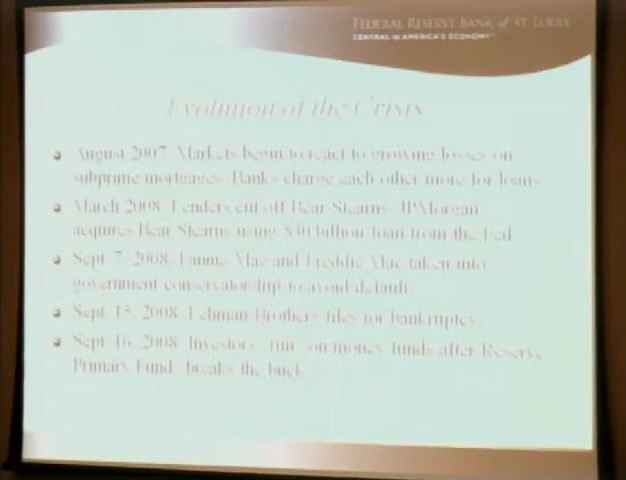 FEDERAL RESERVE BANK of ST. LOUIS
CENTRAL to AMERICA'S ECONOMY™
Evolution of the Crisis
August 2007: Markets begin to react to growing losses on
subprime mortgages. Banks charge each other more for loans.
March 2008: Lenders cut off Bear Stearns. JPMorgan
acquires Bear Stearns using $30 billion loan from the Fed.
Sept. 7, 2008: Fannie Mae and Freddie Mac taken into
government conservatorship to avoid default.
Sept. 15, 2008: Lehman Brothers files for bankruptcy.
Sept. 16, 2008: Investors "run" on money funds after Reserve
Primary Fund "breaks the buck."